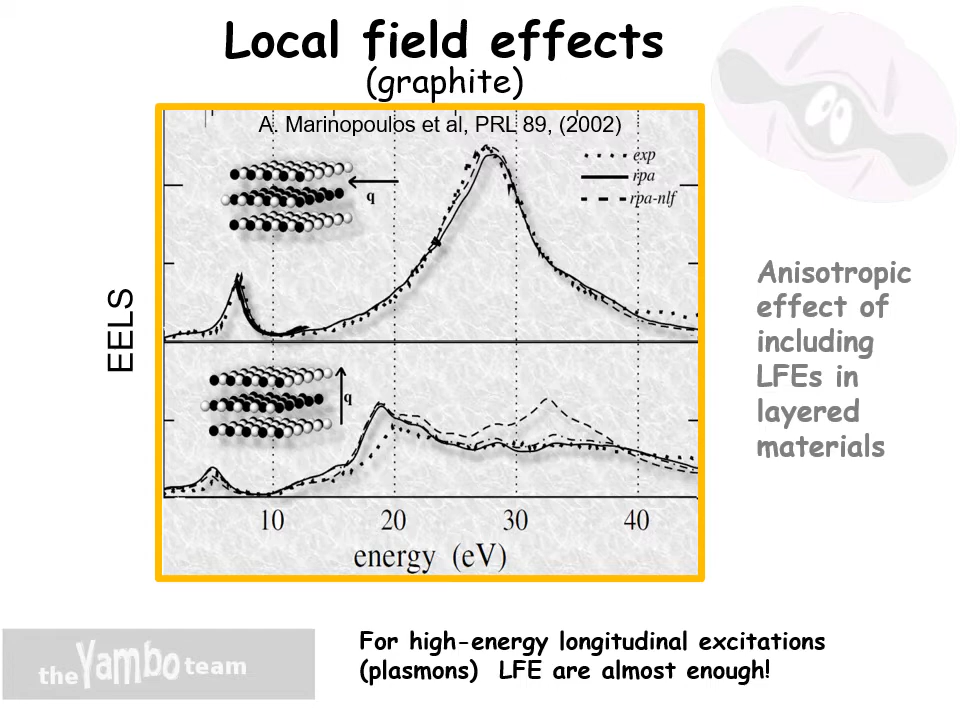 Local field effects
(graphite)
A. Marinopoulos et al, PRL 89, (2002)
exp
rpa
rpa-nlf
q
EELS
q
10 20 30 40
energy (eV)
Anisotropic
effect of
including
LFEs in
layered
materials
For high-energy longitudinal excitations
(plasmons) LFE are almost enough!
the Yambo team